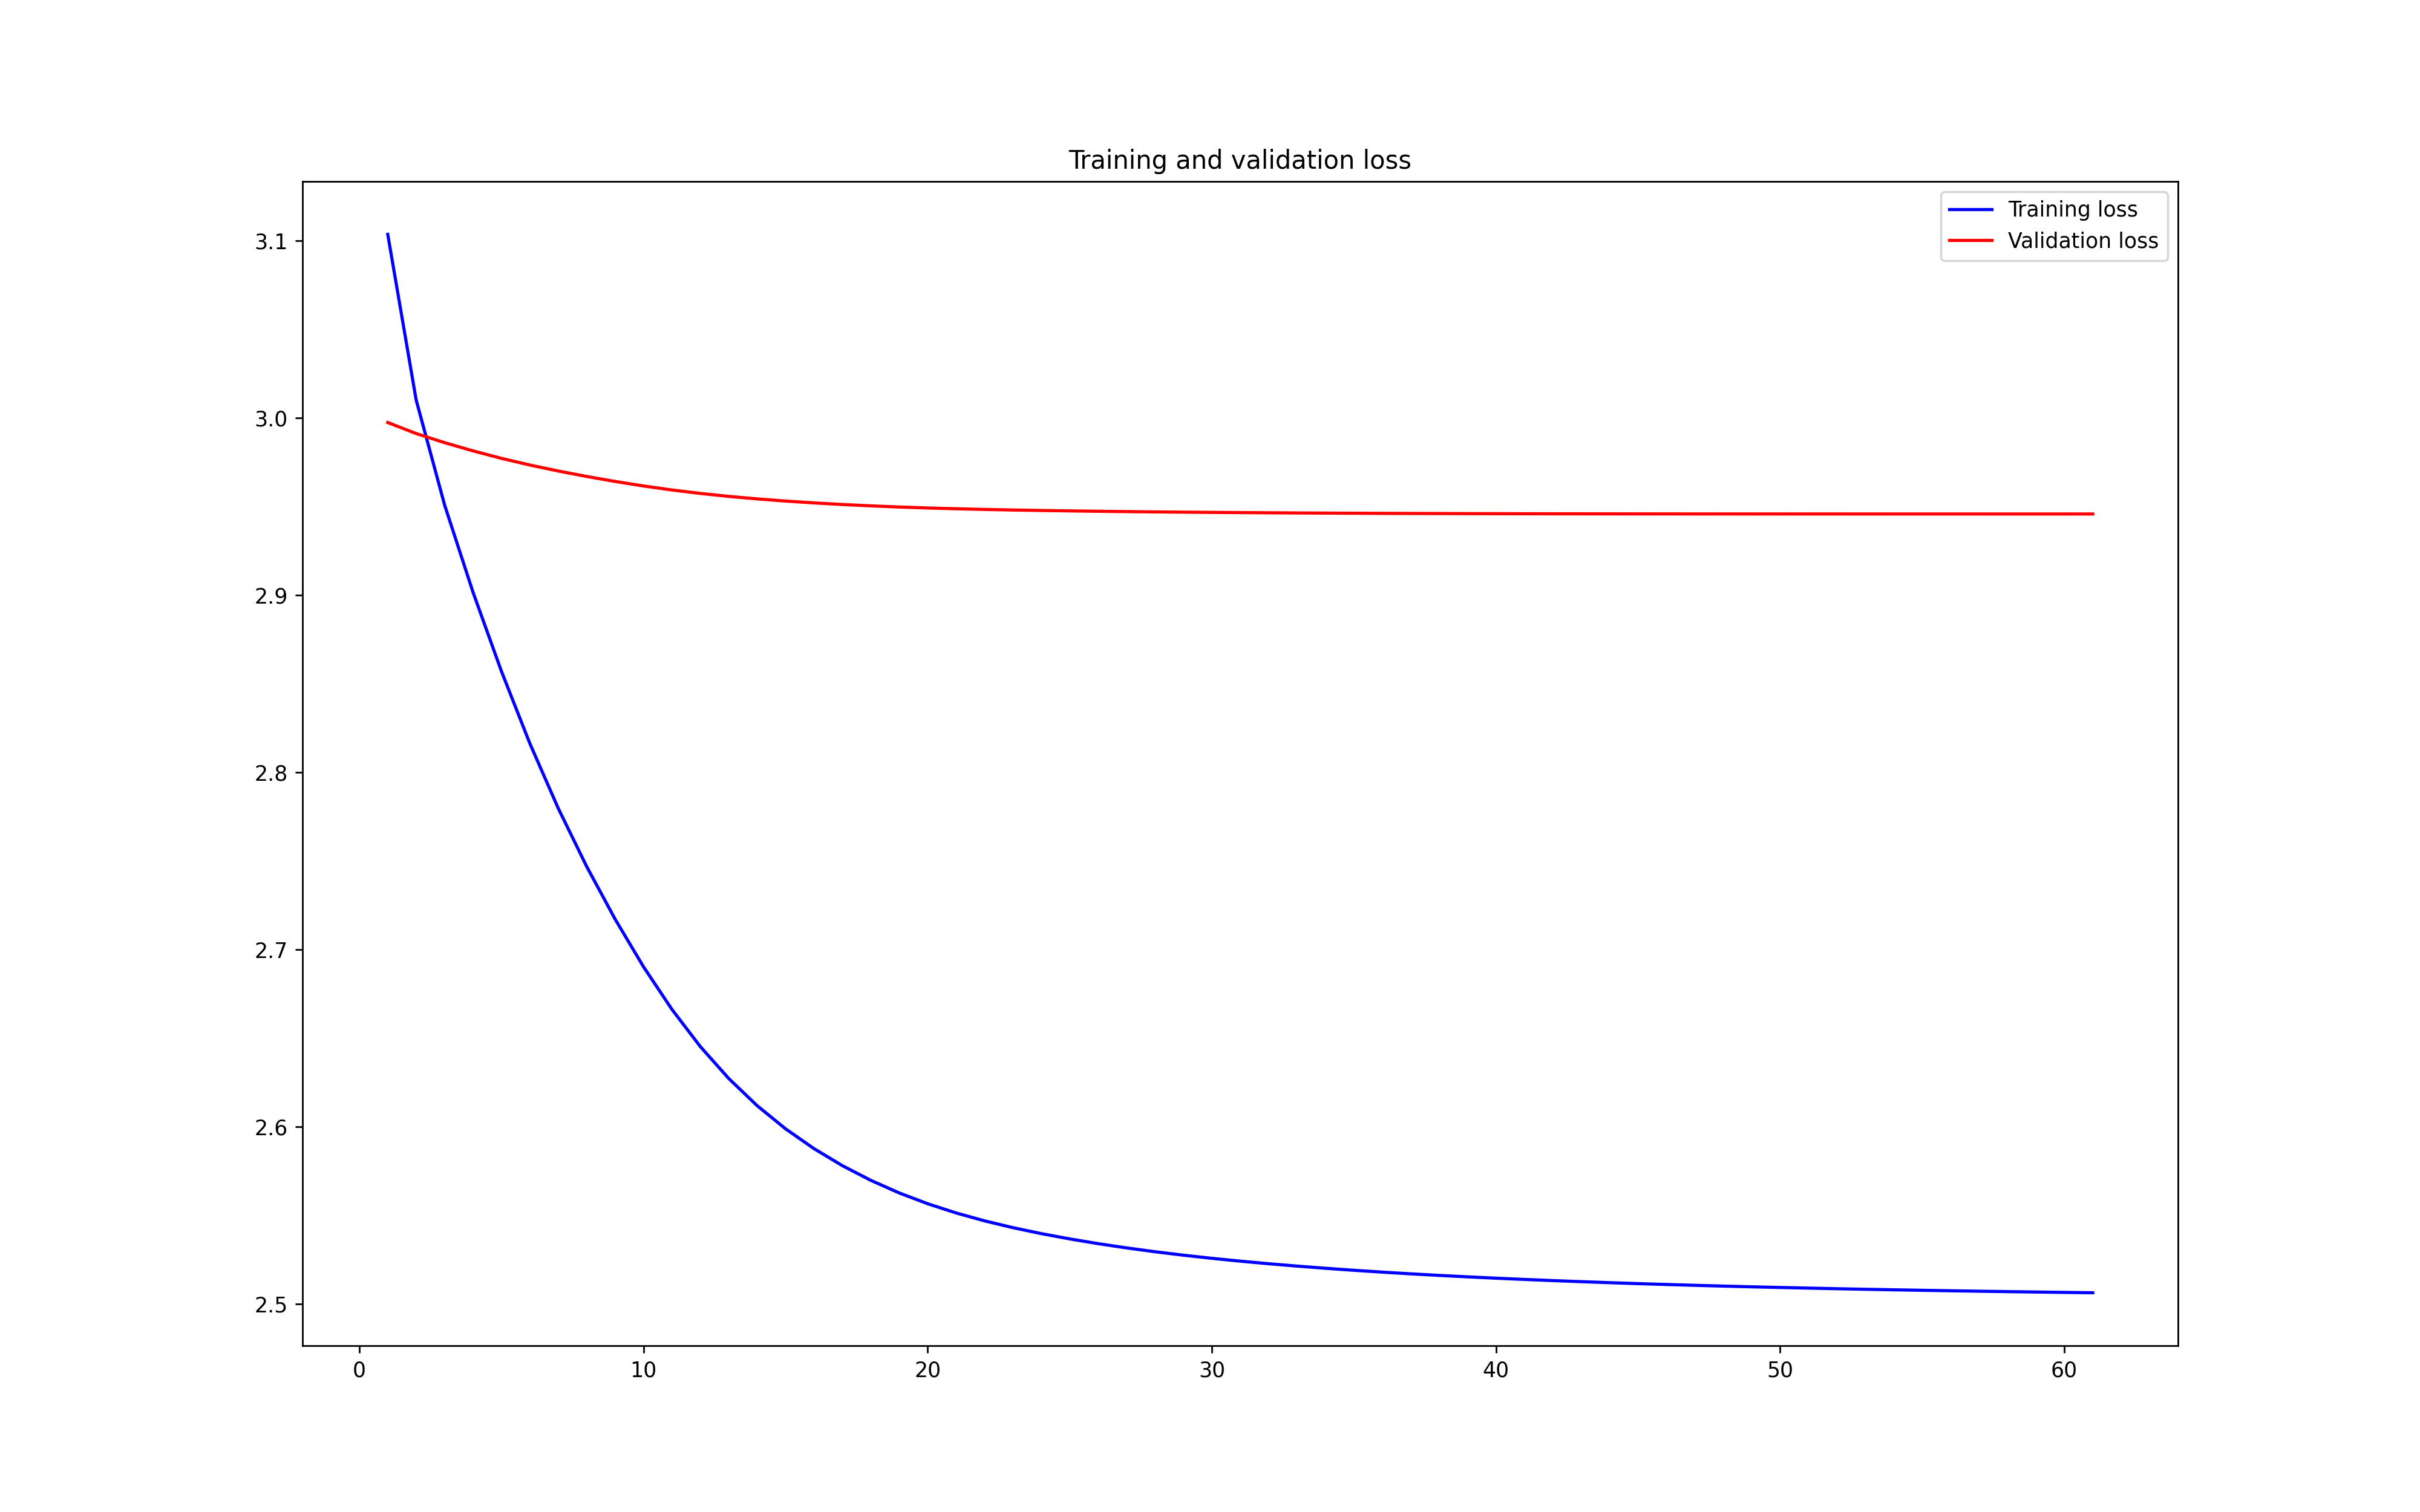 Training and validation loss
Training loss
Validation loss
3.1
3.0
2.9
2.8
2.7
2.6
2.5
0 10 20 30 40 50 60